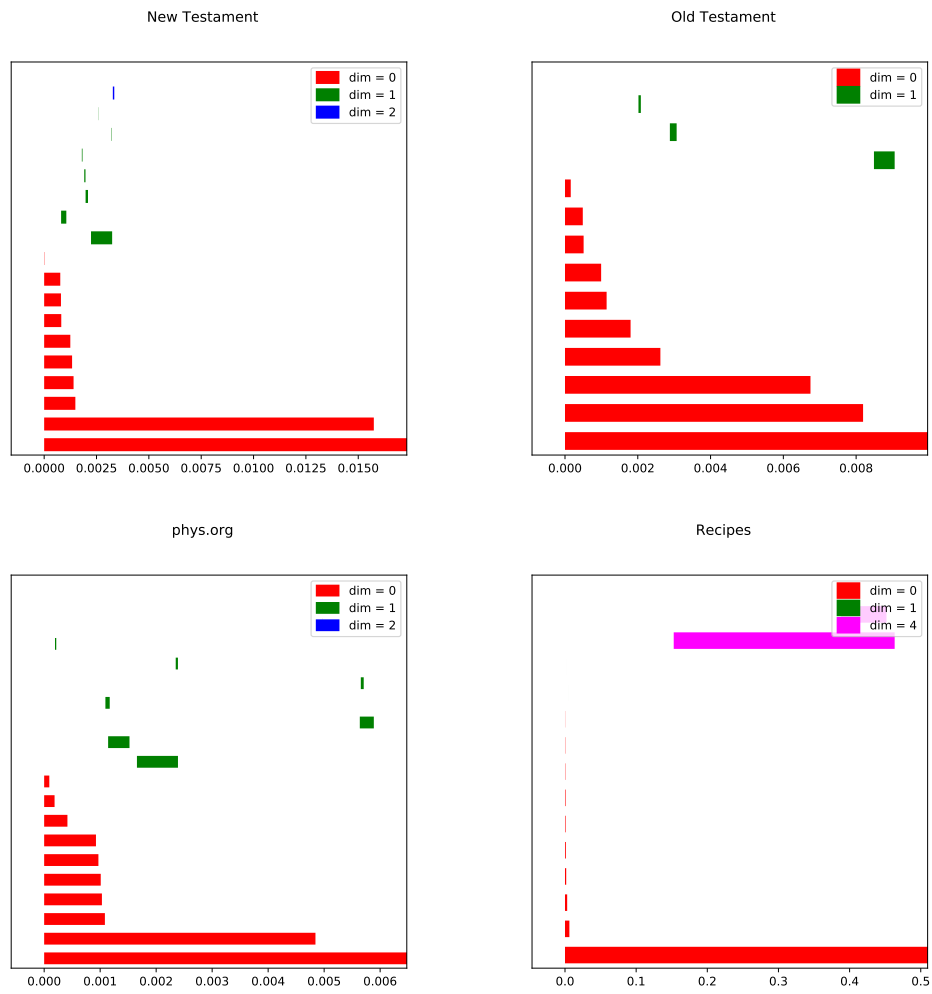 New Testament
dim = 0
dim = 1
dim = 2
0.0000 0.0025 0.0050 0.0075 0.0100 0.0125 0.0150
Old Testament
dim = 0
dim = 1
0.000 0.002 0.004 0.006 0.008
phys.org
dim = 0
dim = 1
dim = 2
0.000 0.001 0.002 0.003 0.004 0.005 0.006
Recipes
dim = 0
dim = 1
dim = 4
0.0 0.1 0.2 0.3 0.4 0.5